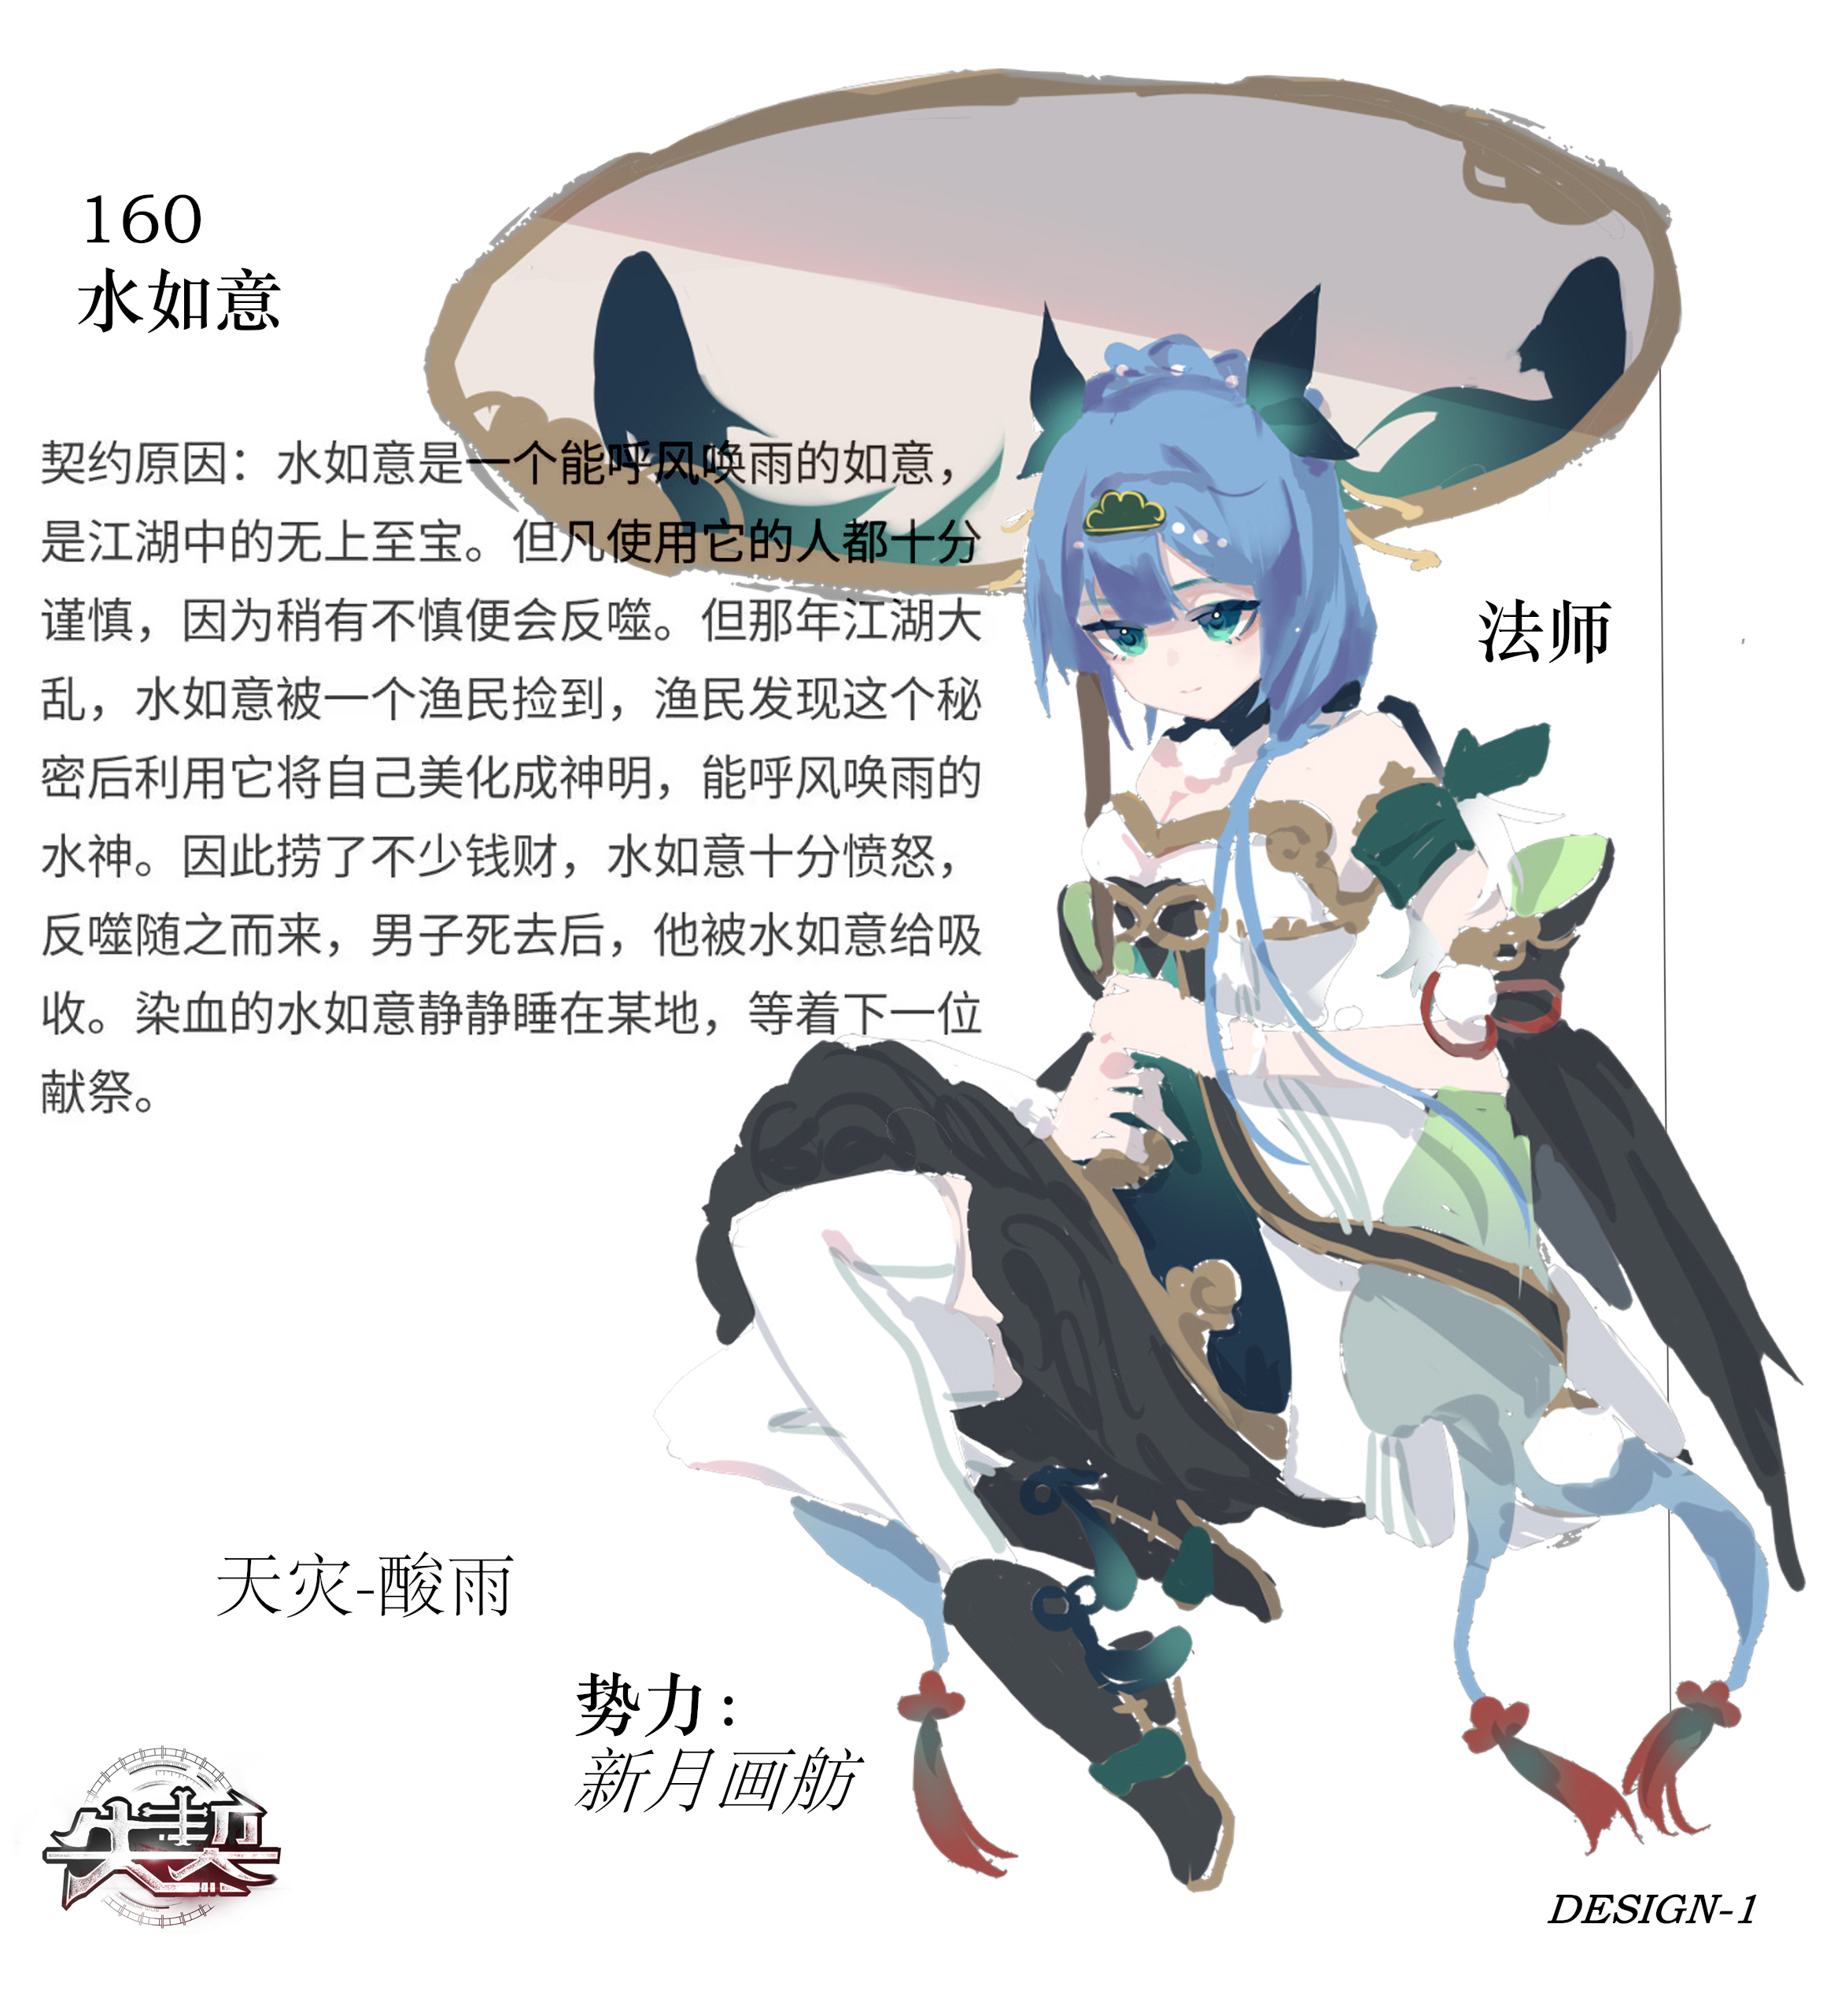 160
水如意
契约原因：水如意是一个能呼风唤雨的如意，
是江湖中的无上至宝。但凡使用它的人都十分
谨慎，因为稍有不慎便会反噬。但那年江湖大
乱，水如意被一个渔民捡到，渔民发现这个秘
密后利用它将自己美化成神明，能呼风唤雨的
水神。因此捞了不少钱财，水如意十分愤怒，
反噬随之而来，男子死去后，他被水如意给吸
收。染血的水如意静静睡在某地，等着下一位
献祭。
法师
天灾-酸雨
势力：
新月画舫
失契
DESIGN-1